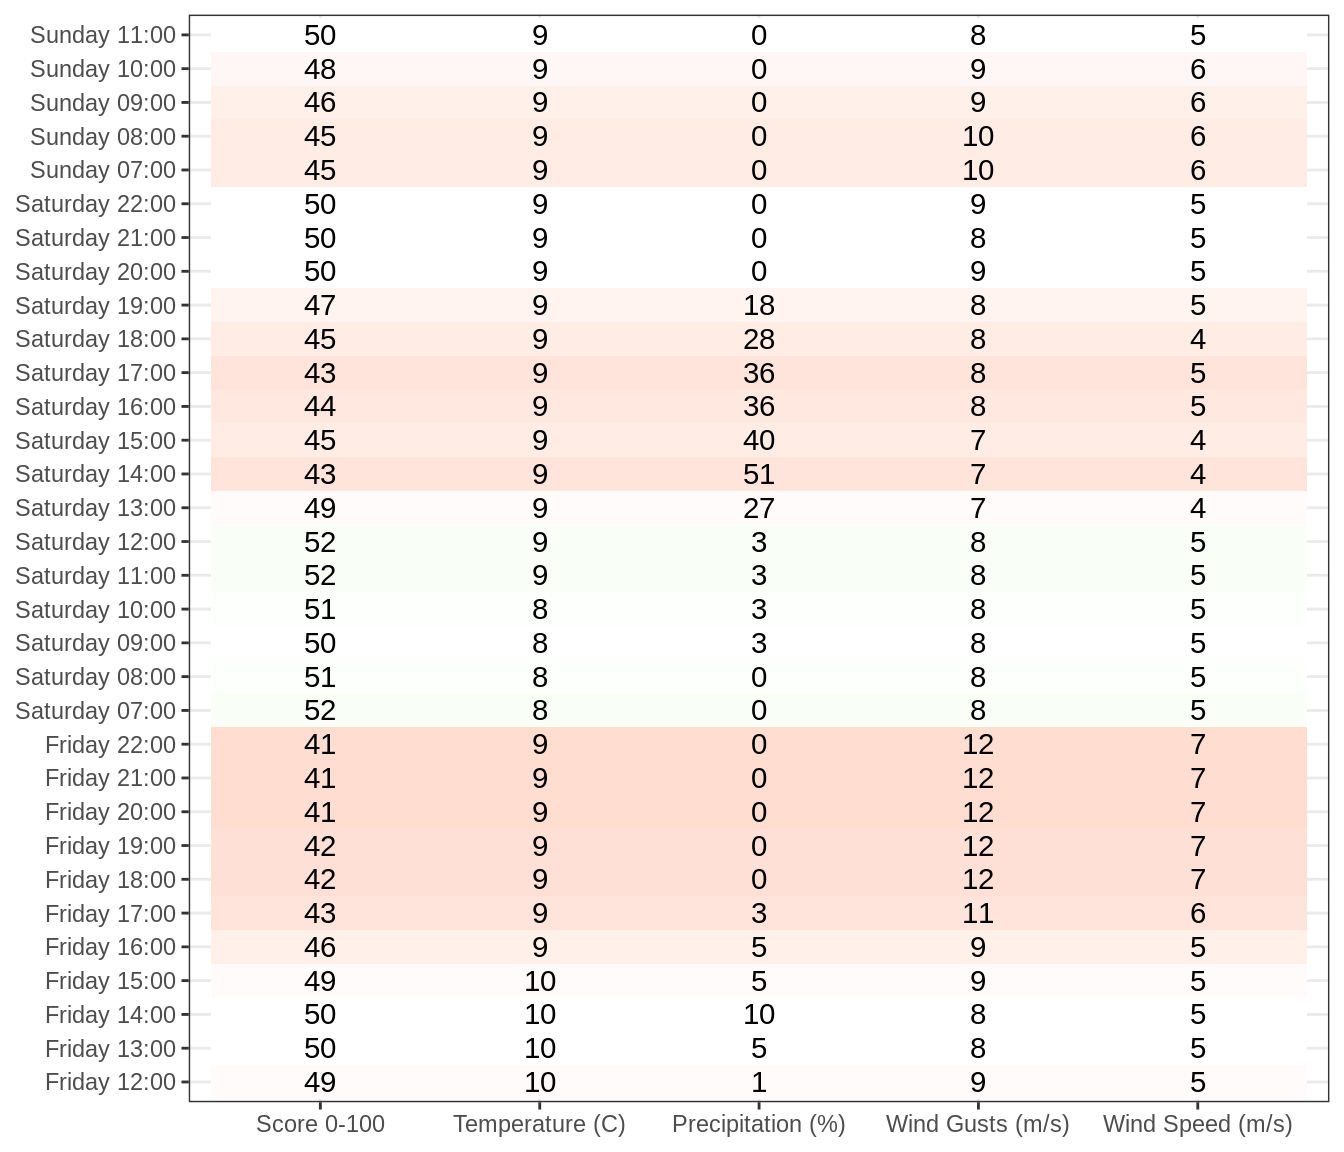 Sunday 11:00 50 9 0 8 5
Sunday 10:00 48 9 0 9 6
Sunday 09:00 46 9 0 9 6
Sunday 08:00 45 9 0 10 6
Sunday 07:00 45 9 0 10 6
Saturday 22:00 50 9 0 9 5
Saturday 21:00 50 9 0 8 5
Saturday 20:00 50 9 0 9 5
Saturday 19:00 47 9 18 8 5
Saturday 18:00 45 9 28 8 4
Saturday 17:00 43 9 36 8 5
Saturday 16:00 44 9 36 8 5
Saturday 15:00 45 9 40 7 4
Saturday 14:00 43 9 51 7 4
Saturday 13:00 49 9 27 7 4
Saturday 12:00 52 9 3 8 5
Saturday 11:00 52 9 3 8 5
Saturday 10:00 51 8 3 8 5
Saturday 09:00 50 8 3 8 5
Saturday 08:00 51 8 0 8 5
Saturday 07:00 52 8 0 8 5
Friday 22:00 41 9 0 12 7
Friday 21:00 41 9 0 12 7
Friday 20:00 41 9 0 12 7
Friday 19:00 42 9 0 12 7
Friday 18:00 42 9 0 12 7
Friday 17:00 43 9 3 11 6
Friday 16:00 46 9 5 9 5
Friday 15:00 49 10 5 9 5
Friday 14:00 50 10 10 8 5
Friday 13:00 50 10 5 8 5
Friday 12:00 49 10 1 9 5
Score 0-100 Temperature (C) Precipitation (%) Wind Gusts (m/s) Wind Speed (m/s)